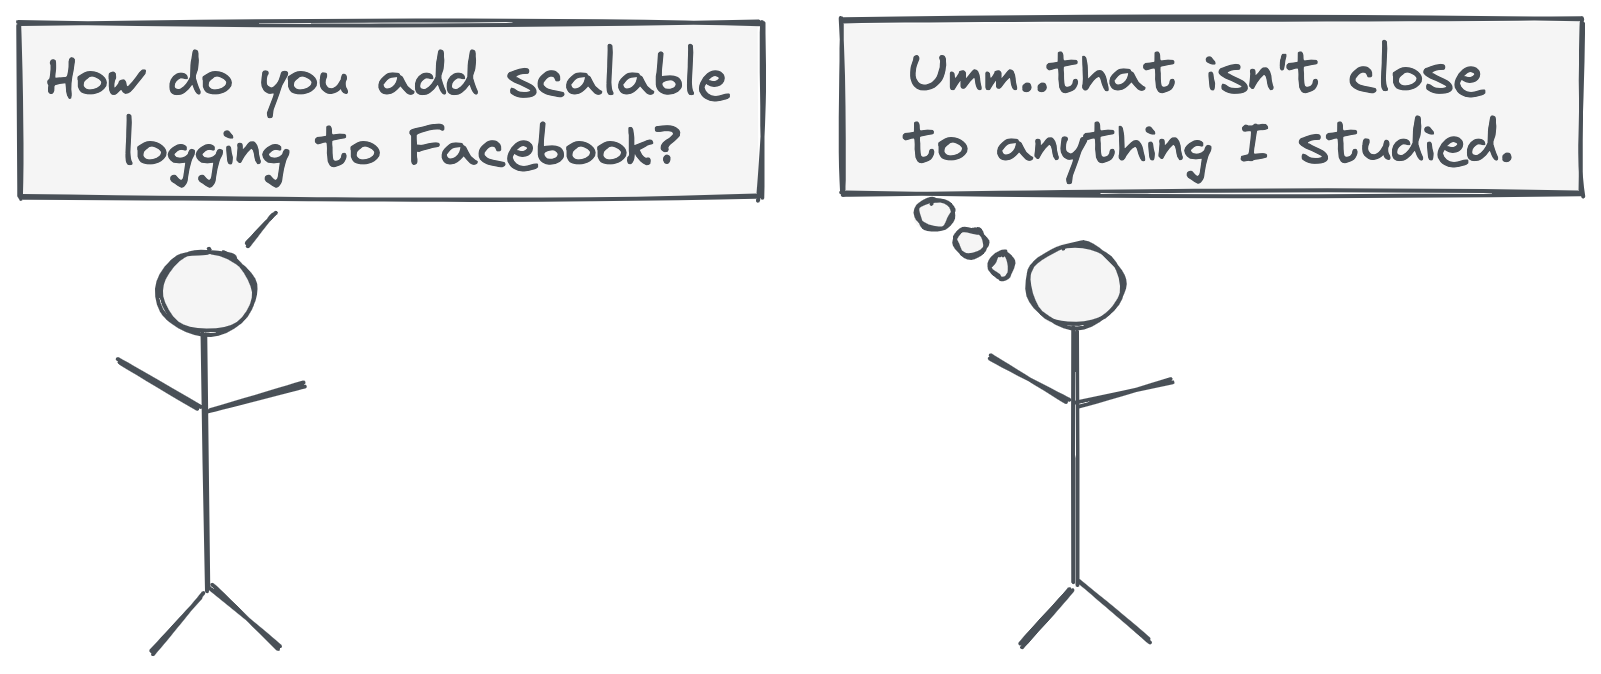 How do you add scalable
logging to Facebook?
Umm..that isn't close
to anything I studied.